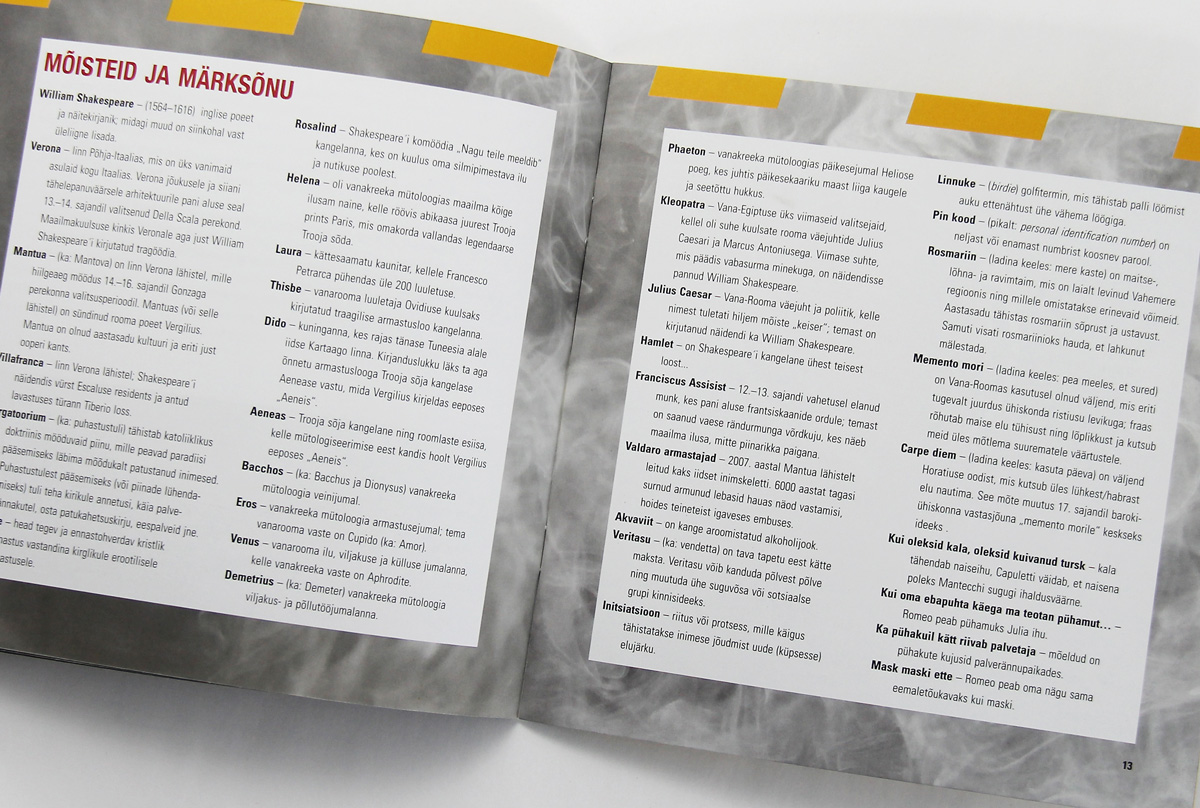 MÕISTEID JA MÄRKSÕNU
William Shakespeare – (1564–1616) inglise poeet
ja näitekirjanik; midagi muud on siinkohal vast
üleliigne lisada.
Verona – linn Põhja-Itaalias, mis on üks vanimaid
asulaid kogu Itaalias. Verona jõukusele ja siiani
tähelepanuväärsele arhitektuurile pani aluse seal
13.–14. sajandil valitsenud Della Scala perekond.
Maailmakuulsuse kinkis Veronale aga just William
Shakespeare´i kirjutatud tragöödia.
Mantua – (ka: Mantova) on linn Verona lähistel, mille
hiilgeaeg möödus 14.–16. sajandil Gonzaga
perekonna valitsusperioodil. Mantuas (või selle
lähistel) on sündinud rooma poeet Vergilius.
Mantua on olnud aastasadu kultuuri ja eriti just
ooperi kants.
Villafranca – linn Verona lähistel; Shakespeare´i
näidendis vürst Escaluse residents ja antud
lavastuses türann Tiberio loss.
rgatoorium – (ka: puhastustuli) tähistab katoliiklikus
doktriinis mööduvaid piinu, mille peavad paradiisi
pääsemiseks läbima mõõdukalt patustanud inimesed.
Puhastustulest pääsemiseks (või piinade lühenda-
miseks) tuli teha kirikule annetusi, käia palve-
rännakutel, osta patukahetsuskirju, eespalveid jne.
e – head tegev ja ennastohverdav kristlik
mastus vastandina kirglikule erootilisele
astusele.
Rosalind – Shakespeare´i komöödia „Nagu teile meeldib“
kangelanna, kes on kuulus oma silmipimestava ilu
ja nutikuse poolest.
Helena – oli vanakreeka mütoloogias maailma kõige
ilusam naine, kelle röövis abikaasa juurest Trooja
prints Paris, mis omakorda vallandas legendaarse
Trooja sõda.
Laura – kättesaamatu kaunitar, kellele Francesco
Petrarca pühendas üle 200 luuletuse.
Thisbe – vanarooma luuletaja Ovidiuse kuulsaks
kirjutatud traagilise armastusloo kangelanna.
Dido – kuninganna, kes rajas tänase Tuneesia alale
iidse Kartaago linna. Kirjanduslukku läks ta aga
õnnetu armastuslooga Trooja sõja kangelase
Aenease vastu, mida Vergilius kirjeldas eeposes
„Aeneis“.
Aeneas – Trooja sõja kangelane ning roomlaste esiisa,
kelle mütologiseerimise eest kandis hoolt Vergilius
eeposes „Aeneis“.
Bacchos – (ka: Bacchus ja Dionysus) vanakreeka
mütoloogia veinijumal.
Eros – vanakreeka mütoloogia armastusejumal; tema
vanarooma vaste on Cupido (ka: Amor).
Venus – vanarooma ilu, viljakuse ja külluse jumalanna,
kelle vanakreeka vaste on Aphrodite.
Demetrius – (ka: Demeter) vanakreeka mütoloogia
viljakus- ja põllutööjumalanna.
Phaeton – vanakreeka mütoloogias päikesejumal Heliose
poeg, kes juhtis päikesekaariku maast liiga kaugele
ja seetõttu hukkus.
Kleopatra – Vana-Egiptuse üks viimaseid valitsejaid,
kellel oli suhe kuulsate rooma väejuhtide Julius
Caesari ja Marcus Antoniusega. Viimase suhte,
mis päädis vabasurma minekuga, on näidendisse
pannud William Shakespeare.
Julius Caesar – Vana-Rooma väejuht ja poliitik, kelle
nimest tuletati hiljem mõiste „keiser“; temast on
kirjutanud näidendi ka William Shakespeare.
Hamlet – on Shakespeare´i kangelane ühest teisest
loost...
Franciscus Assisist – 12.–13. sajandi vahetusel elanud
munk, kes pani aluse frantsiskaanide ordule; temast
on saanud vaese rändurmunga võrdkuju, kes näeb
maailma ilusa, mitte piinarikka paigana.
Valdaro armastajad – 2007. aastal Mantua lähistelt
leitud kaks iidset inimskeletti. 6000 aastat tagasi
surnud armunud lebasid hauas nõod vastamisi,
hoides teineteist igaveses embuses.
Akvaviit – on kange aroomistatud alkoholijook.
Veritasu – (ka: vendetta) on tava tapetu eest kätte
maksta. Veritasu võib kanduda põlvest põlve
ning muutuda ühe suguvõsa või sotsiaalse
grupi kinnisideeks.
Initsiatsioon – riitus või protsess, mille käigus
tähistatakse inimese jõudmist uude (küpsesse)
elujärku.
Linnuke – (birdie) golfitermin, mis tähistab palli löömist
auku ettenähtust ühe vähema löögiga.
Pin kood – (pikalt: personal identification number) on
neljast või enamast numbrist koosnev parool.
Rosmariin – (ladina keeles: mere kaste) on maitse-,
lõhna- ja ravimtaim, mis on laialt levinud Vahemere
regioonis ning millele omistatakse erinevaid võimeid.
Aastasadu tähistas rosmariin sõprust ja ustavust.
Samuti visati rosmariinioks hauda, et lahkunut
mälestada.
Memento mori – (ladina keeles: pea meeles, et sured)
on Vana-Roomas kasutusel olnud väljend, mis eriti
tugevalt juurdus ühiskonda ristiusu levikuga; fraas
rõhutab maise elu tühisust ning lõplikkust ja kutsub
meid üles mõtlema suurematele väärtustele.
Carpe diem – (ladina keeles: kasuta päeva) on väljend
Horatiuse oodist, mis kutsub üles lühkest/habrast
elu nautima. See mõte muutus 17. sajandil baroki-
ühiskonna vastasjõuna „memento morile“ keskseks
ideeks .
Kui oleksid kala, oleksid kuivanud tursk – kala
tähendab naiseihu, Capuletti väidab, et naisena
poleks Mantecchi sugugi ihaldusväärne.
Kui oma ebapuhta käega ma teotan pühamut... –
Romeo peab pühamuks Julia ihu.
Ka pühakuil kätt riivab palvetaja – mõeldud on
pühakute kujusid palverännupaikades.
Mask maski ette – Romeo peab oma nägu sama
eemaletõukavaks kui maski.
13